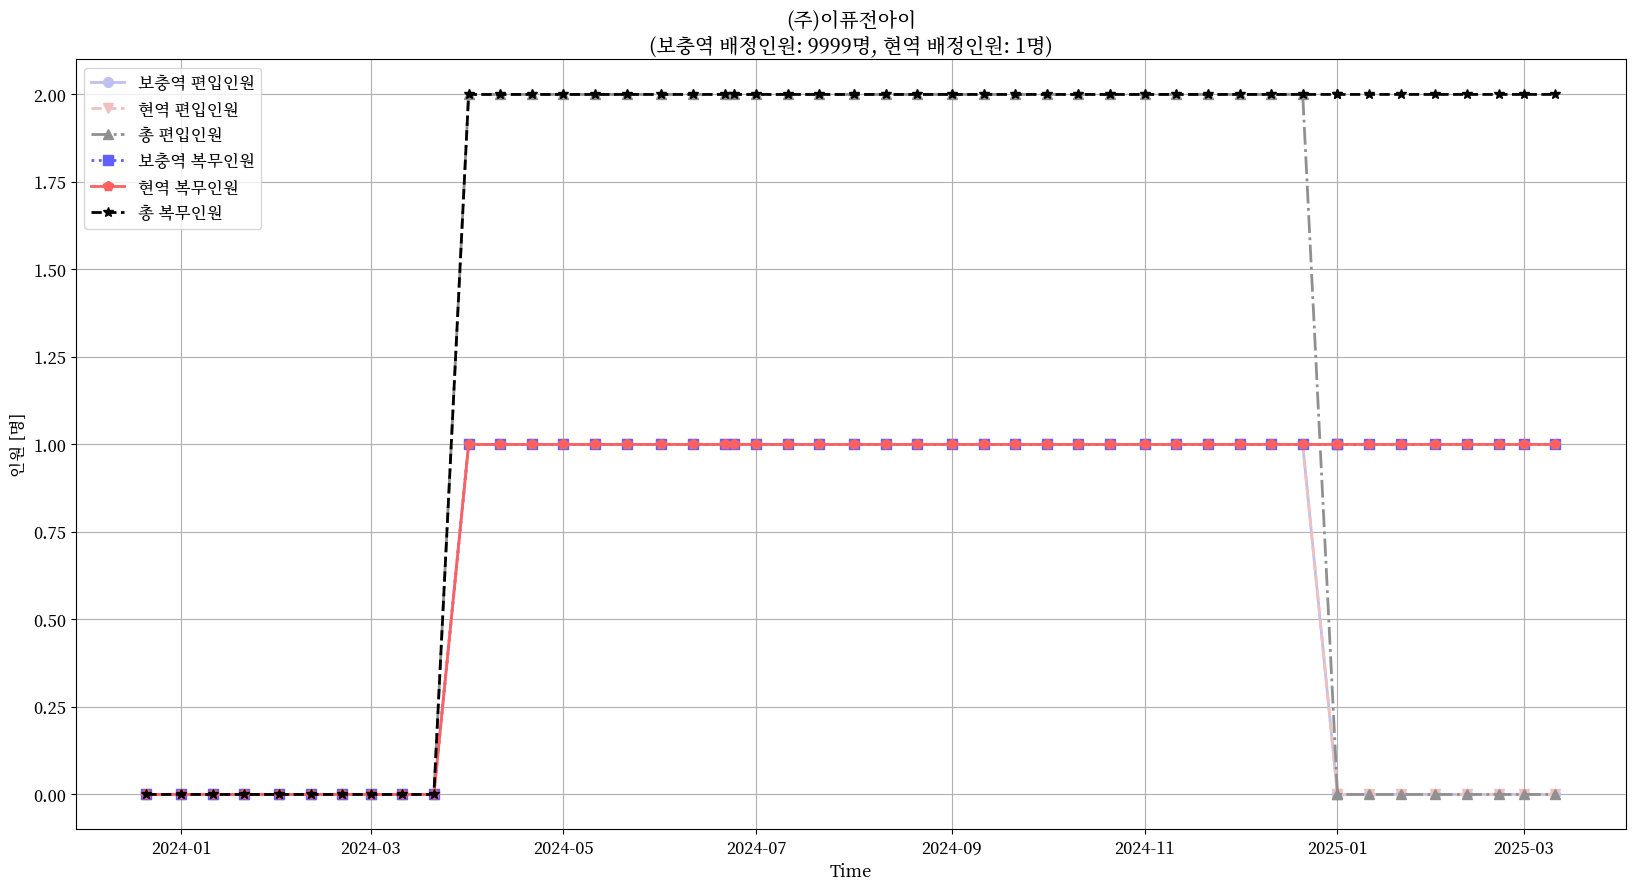 (주)이퓨전아이
(보충역 배정인원: 9999명, 현역 배정인원: 1명)
보충역 편입인원
현역 편입인원
총 편입인원
보충역 복무인원
현역 복무인원
총 복무인원
2.00
1.75
1.50
1.25
1.00
0.75
0.50
0.25
0.00
인원 [명]
2024-01
2024-03
2024-05
2024-07
2024-09
2024-11
2025-01
2025-03
Time